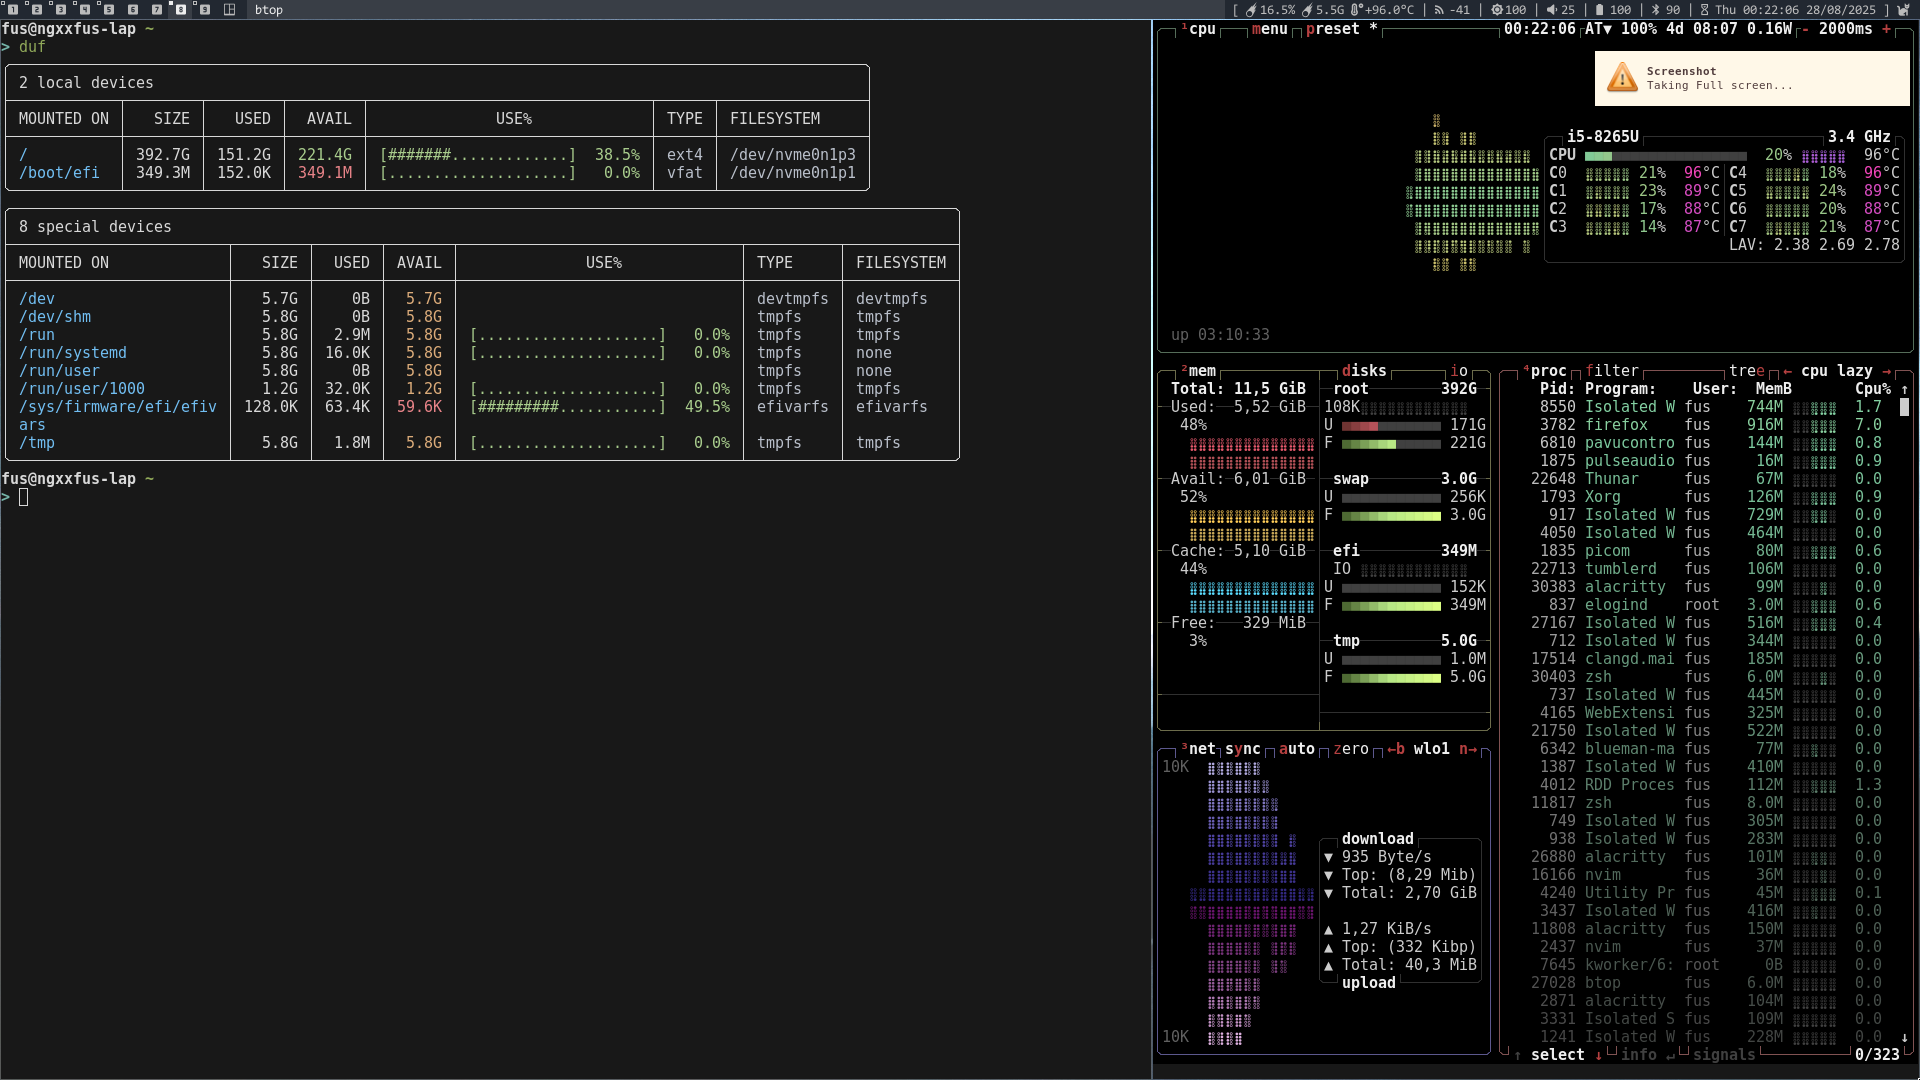 1 2 3 4 5 6 7 8 9 btop [ 16.5% 5.5G +96.0°C | -41 | 100 | 25 | 100 | 90 | Thu 00:22:06 28/08/2025 ]
fus@ngxxfus-lap ~
> duf
2 local devices
MOUNTED ON SIZE USED AVAIL USE% TYPE FILESYSTEM
/ 392.7G 151.2G 221.4G [#######.............] 38.5% ext4 /dev/nvme0n1p3
/boot/efi 349.3M 152.0K 349.1M [....................] 0.0% vfat /dev/nvme0n1p1
8 special devices
MOUNTED ON SIZE USED AVAIL USE% TYPE FILESYSTEM
/dev 5.7G 0B 5.7G devtmpfs devtmpfs
/dev/shm 5.8G 0B 5.8G tmpfs tmpfs
/run 5.8G 2.9M 5.8G [....................] 0.0% tmpfs tmpfs
/run/systemd 5.8G 16.0K 5.8G [....................] 0.0% tmpfs none
/run/user 5.8G 0B 5.8G tmpfs none
/run/user/1000 1.2G 32.0K 1.2G [....................] 0.0% tmpfs tmpfs
/sys/firmware/efi/efiv 128.0K 63.4K 59.6K [#########...........] 49.5% efivarfs efivarfs
ars
/tmp 5.8G 1.8M 5.8G [....................] 0.0% tmpfs tmpfs
fus@ngxxfus-lap ~
>
¹cpu menu preset * 00:22:06 AT▼ 100% 4d 08:07 0.16W - 2000ms +
Screenshot
Taking Full screen...
i5-8265U 3.4 GHz
CPU 20% 96°C
C0 21% 96°C C4 18% 96°C
C1 23% 89°C C5 24% 89°C
C2 17% 88°C C6 20% 88°C
C3 14% 87°C C7 21% 87°C
LAV: 2.38 2.69 2.78
up 03:10:33
²mem disks io
Total: 11,5 GiB
Used: 5,52 GiB
48%
Avail: 6,01 GiB
52%
Cache: 5,10 GiB
44%
Free: 329 MiB
3%
root 392G
108K
U 171G
F 221G
swap 3.0G
U 256K
F 3.0G
efi 349M
IO
U 152K
F 349M
tmp 5.0G
U 1.0M
F 5.0G
³net sync auto zero ←b wlo1 n→
10K
download
▼ 935 Byte/s
▼ Top: (8,29 Mib)
▼ Total: 2,70 GiB
▲ 1,27 KiB/s
▲ Top: (332 Kibp)
▲ Total: 40,3 MiB
upload
10K
⁴proc filter tree ← cpu lazy →
Pid: Program: User: MemB Cpu% ↑
8550 Isolated W fus 744M 1.7
3782 firefox fus 916M 7.0
6810 pavucontro fus 144M 0.8
1875 pulseaudio fus 16M 0.9
22648 Thunar fus 67M 0.0
1793 Xorg fus 126M 0.9
917 Isolated W fus 729M 0.0
4050 Isolated W fus 464M 0.0
1835 picom fus 80M 0.6
22713 tumblerd fus 106M 0.0
30383 alacritty fus 99M 0.0
837 elogind root 3.0M 0.6
27167 Isolated W fus 516M 0.4
712 Isolated W fus 344M 0.0
17514 clangd.mai fus 185M 0.0
30403 zsh fus 6.0M 0.0
737 Isolated W fus 445M 0.0
4165 WebExtensi fus 325M 0.0
21750 Isolated W fus 522M 0.0
6342 blueman-ma fus 77M 0.0
1387 Isolated W fus 410M 0.0
4012 RDD Proces fus 112M 1.3
11817 zsh fus 8.0M 0.0
749 Isolated W fus 305M 0.0
938 Isolated W fus 283M 0.0
26880 alacritty fus 101M 0.0
16166 nvim fus 36M 0.0
4240 Utility Pr fus 45M 0.1
3437 Isolated W fus 416M 0.0
11808 alacritty fus 150M 0.0
2437 nvim fus 37M 0.0
7645 kworker/6: root 0B 0.0
27028 btop fus 6.0M 0.0
2871 alacritty fus 104M 0.0
3331 Isolated S fus 109M 0.0
1241 Isolated W fus 228M 0.0 ↓
↑ select ↓ info ↵ signals 0/323